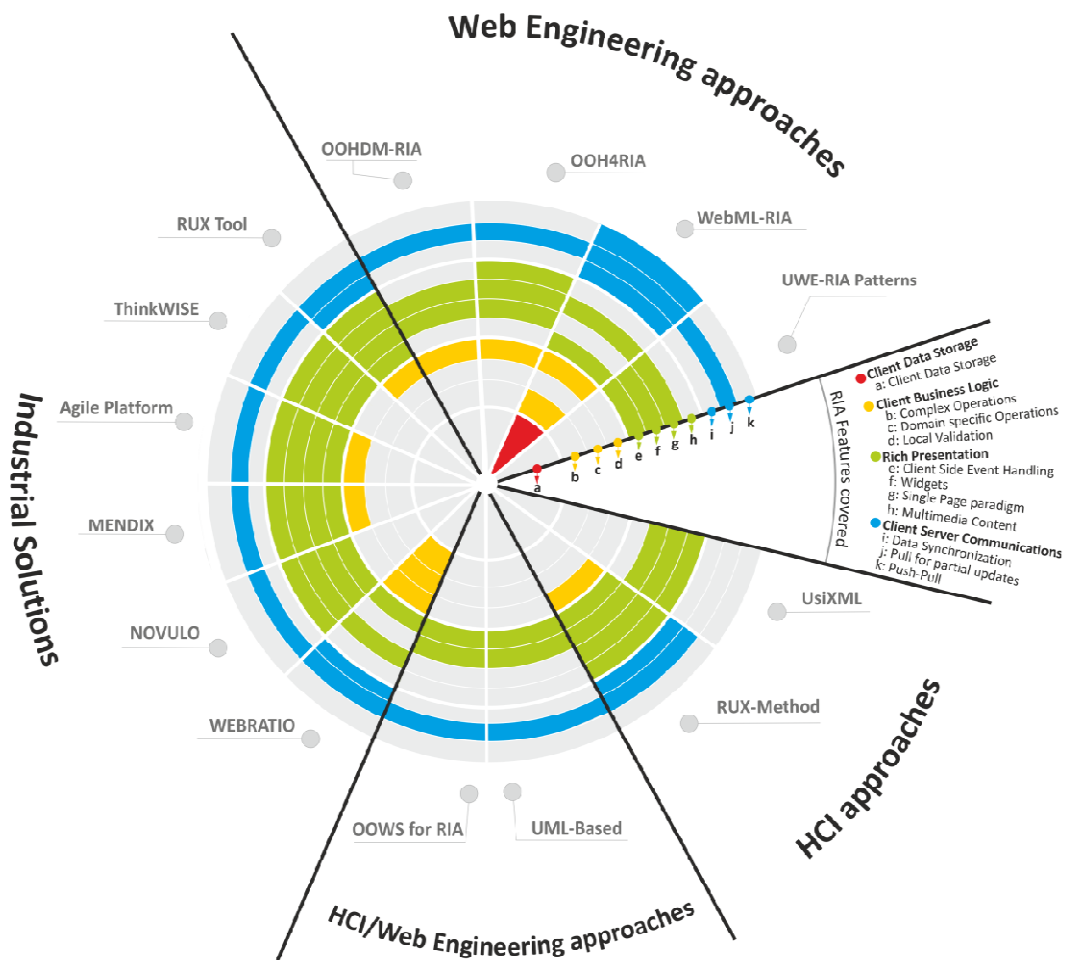 Web Engineering approaches
OOHDM-RIA
OOH4RIA
RUX Tool
WebML-RIA
UWE-RIA Patterns
ThinkWISE
Agile Platform
MENDIX
NOVULO
WEBRATIO
Industrial Solutions
OOWS for RIA
UML-Based
HCI/Web Engineering approaches
RUX-Method
UsiXML
HCI approaches
a
b
c
d
e
f
g
h
i
j
k
RIA Features covered
Client Data Storage
a: Client Data Storage
Client Business Logic
b: Complex Operations
c: Domain specific Operations
d: Local Validation
Rich Presentation
e: Client Side Event Handling
f: Widgets
g: Single Page paradigm
h: Multimedia Content
Client Server Communications
i: Data Synchronization
j: Pull for partial updates
k: Push-Pull